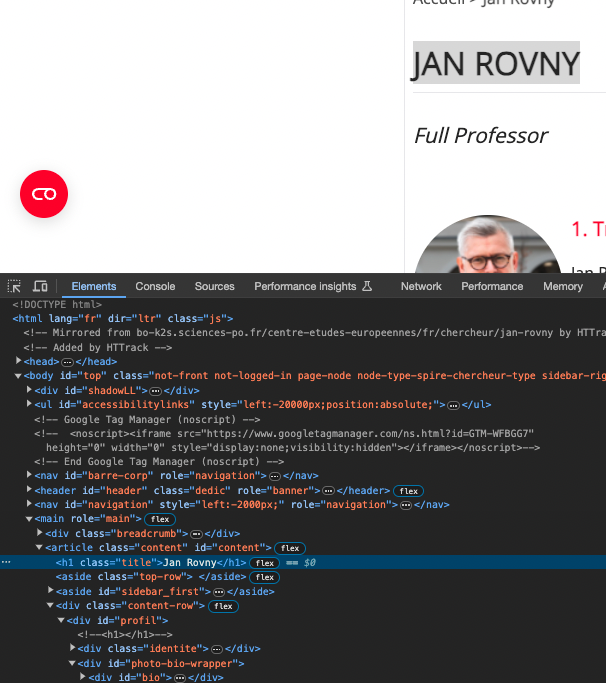 Accueil > Jan Rovny
JAN ROVNY
Full Professor
1. T
Jan R
Elements Console Sources Performance insights Network Performance Memory
<!DOCTYPE html>
<html lang="fr" dir="ltr" class="js">
<!-- Mirrored from bo-k2s.sciences-po.fr/centre-etudes-europeennes/fr/chercheur/jan-rovny by HTTra
<!-- Added by HTTrack -->
<head>…</head>
<body id="top" class="not-front not-logged-in page-node node-type-spire-chercheur-type sidebar-rig
<div id="shadowLL">…</div>
<ul id="accessibilitylinks" style="left:-20000px;position:absolute;">…</ul>
<!-- Google Tag Manager (noscript) -->
<!-- <noscript><iframe src="https://www.googletagmanager.com/ns.html?id=GTM-WFBGG7"
height="0" width="0" style="display:none;visibility:hidden"></iframe></noscript>-->
<!-- End Google Tag Manager (noscript) -->
<nav id="barre-corp" role="navigation">…</nav>
<header id="header" class="dedic" role="banner">…</header> flex
<nav id="navigation" style="left:-2000px;" role="navigation">…</nav>
<main role="main"> flex
<div class="breadcrumb">…</div>
<article class="content" id="content"> flex
… <h1 class="title">Jan Rovny</h1> flex == $0
<aside class="top-row"> </aside> flex
<aside id="sidebar_first">…</aside>
<div class="content-row"> flex
<div id="profil">
<!--<h1></h1>-->
<div class="identite">…</div>
<div id="photo-bio-wrapper">
<div id="bio">…</div>